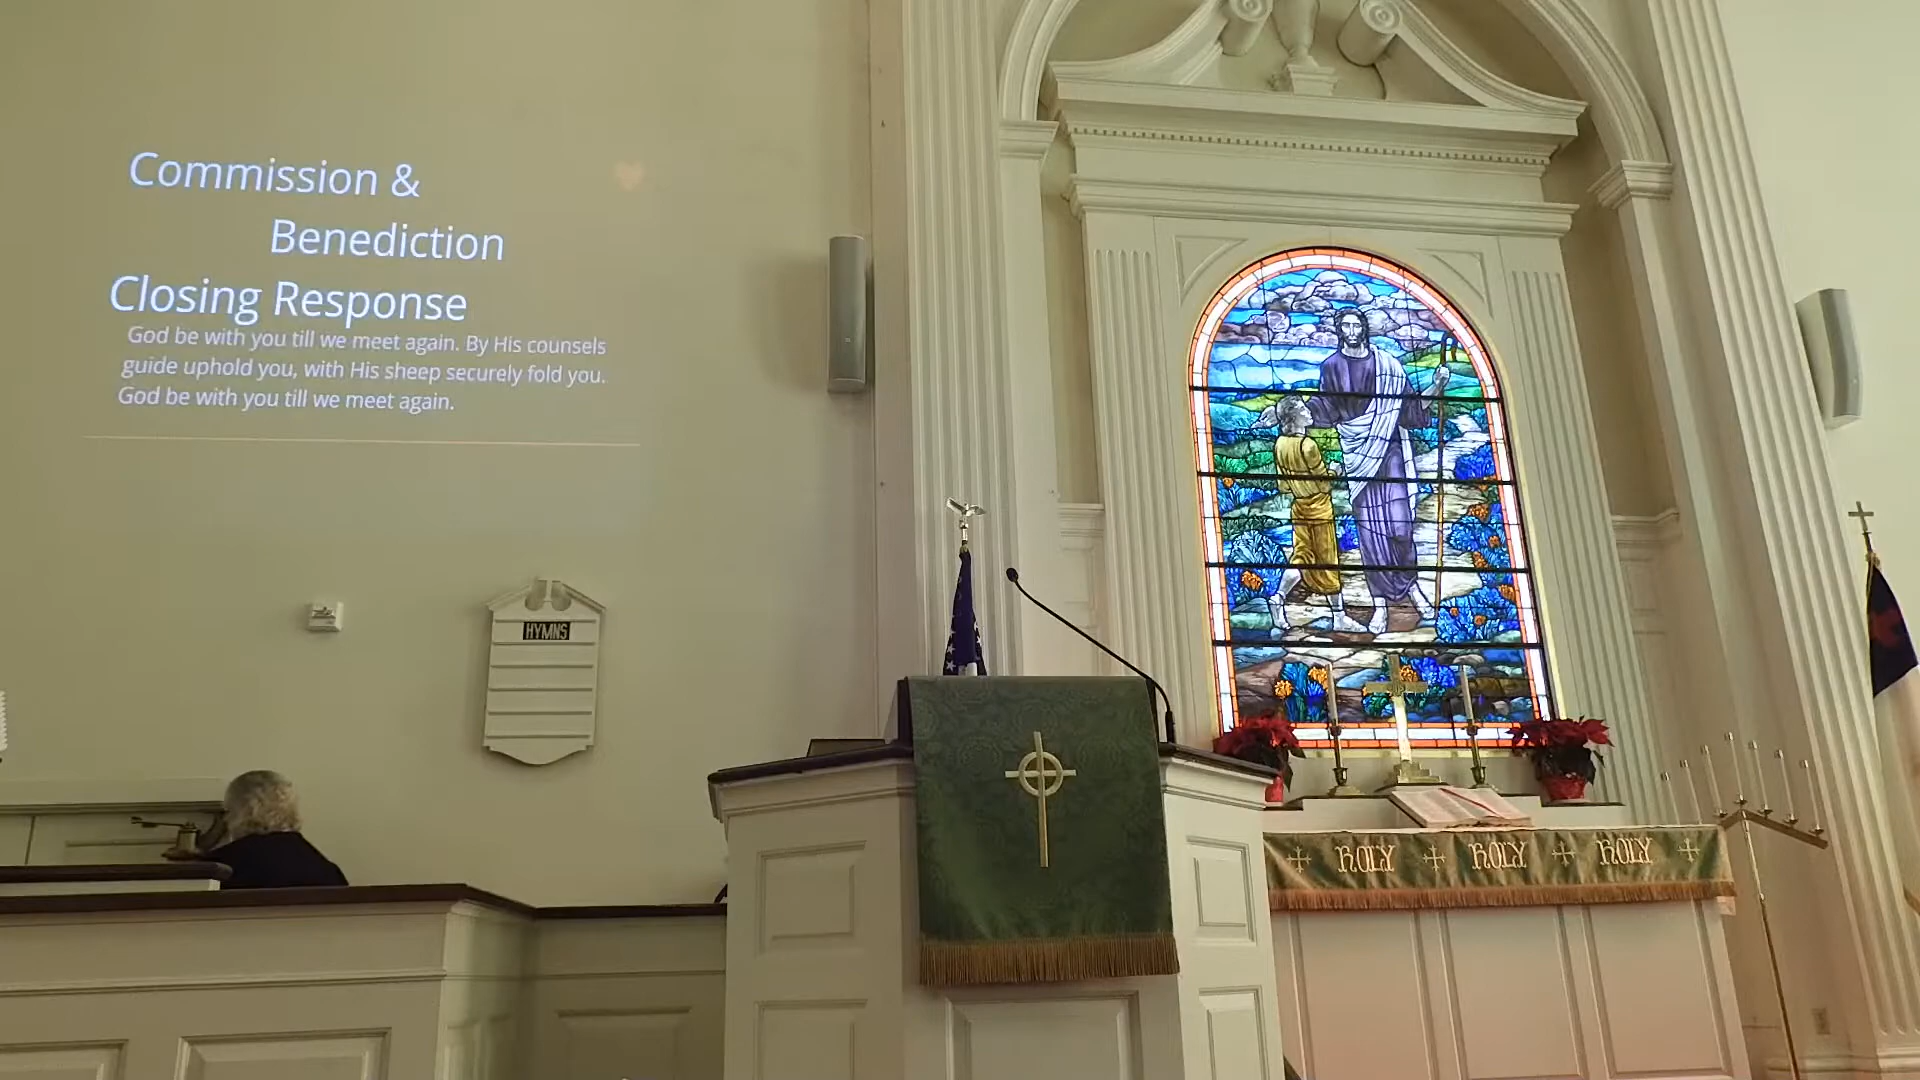 Commission &
Benediction
Closing Response
God be with you till we meet again. By His counsels
guide uphold you, with His sheep securely fold you.
God be with you till we meet again.
HYMNS
HOLY HOLY HOLY